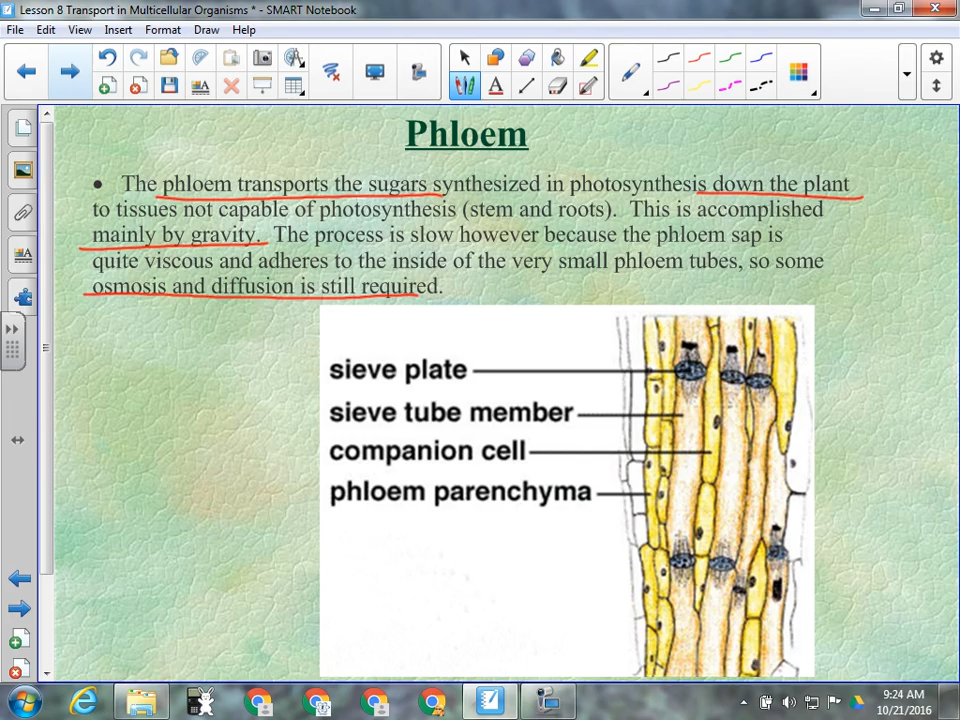 Lesson 8 Transport in Multicellular Organisms * - SMART Notebook
File Edit View Insert Format Draw Help
Phloem
• The phloem transports the sugars synthesized in photosynthesis down the plant
to tissues not capable of photosynthesis (stem and roots). This is accomplished
mainly by gravity. The process is slow however because the phloem sap is
quite viscous and adheres to the inside of the very small phloem tubes, so some
osmosis and diffusion is still required.
sieve plate
sieve tube member
companion cell
phloem parenchyma
9:24 AM
10/21/2016